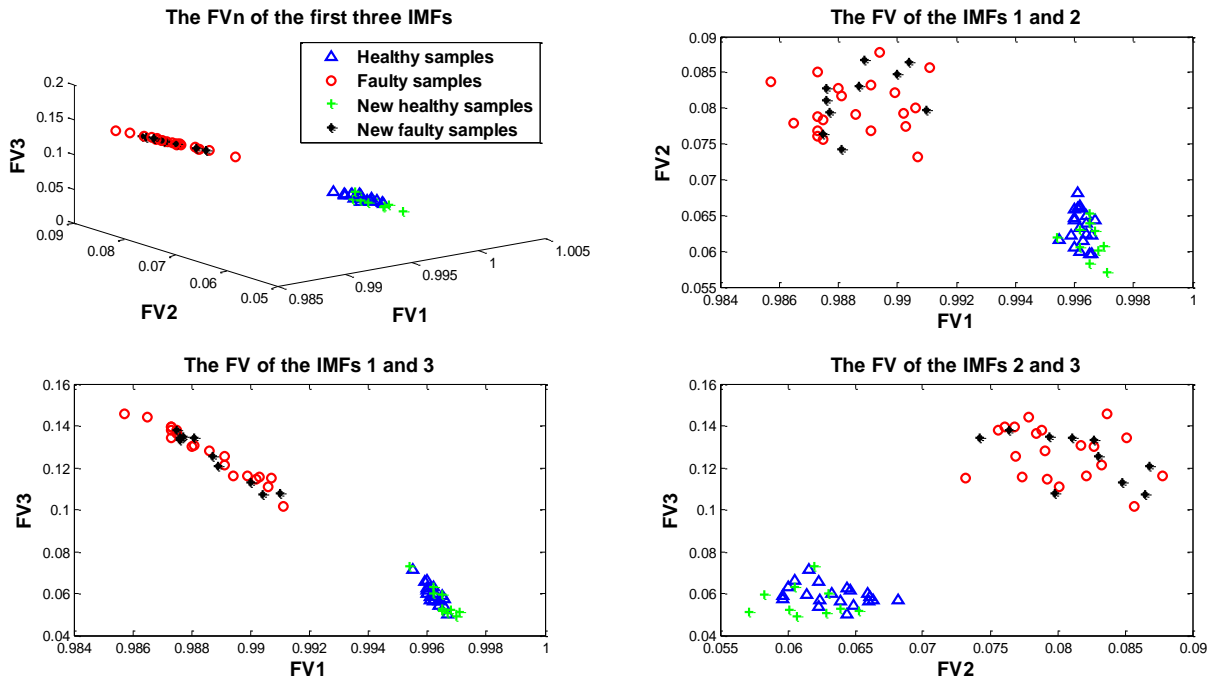 The FVn of the first three IMFs
Healthy samples
Faulty samples
New healthy samples
New faulty samples
0.2
0.15
0.1
0.05
0
FV3
0.09
0.08
0.07
0.06
0.05
FV2
0.985
0.99
0.995
1
1.005
FV1
The FV of the IMFs 1 and 2
0.09
0.085
0.08
0.075
0.07
0.065
0.06
0.055
FV2
0.984 0.986 0.988 0.99 0.992 0.994 0.996 0.998 1
FV1
The FV of the IMFs 1 and 3
0.16
0.14
0.12
0.1
0.08
0.06
0.04
FV3
0.984 0.986 0.988 0.99 0.992 0.994 0.996 0.998 1
FV1
The FV of the IMFs 2 and 3
0.16
0.14
0.12
0.1
0.08
0.06
0.04
FV3
0.055 0.06 0.065 0.07 0.075 0.08 0.085 0.09
FV2